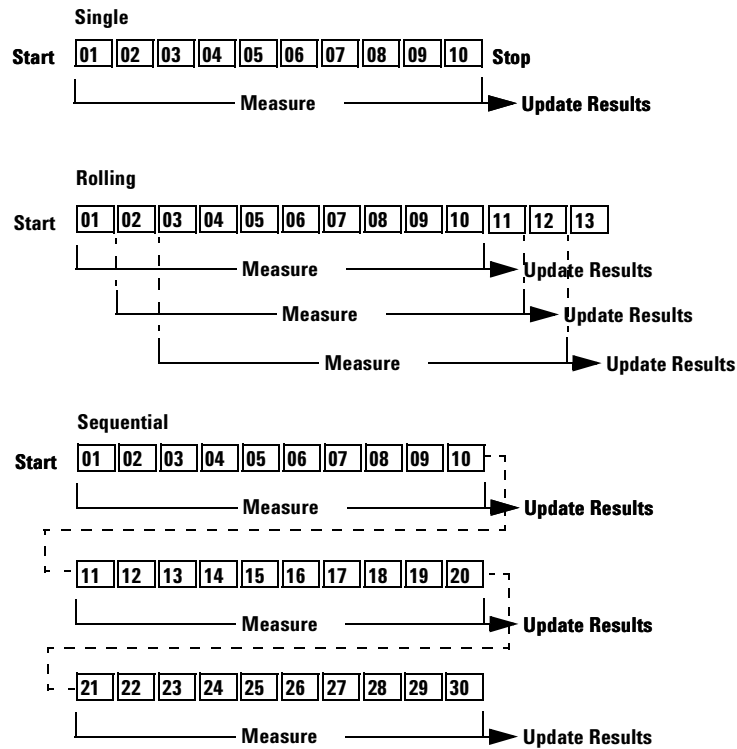 Single
Start 01 02 03 04 05 06 07 08 09 10 Stop
Measure Update Results
Rolling
Start 01 02 03 04 05 06 07 08 09 10 11 12 13
Measure Update Results
Measure Update Results
Measure Update Results
Sequential
Start 01 02 03 04 05 06 07 08 09 10
Measure Update Results
11 12 13 14 15 16 17 18 19 20
Measure Update Results
21 22 23 24 25 26 27 28 29 30
Measure Update Results